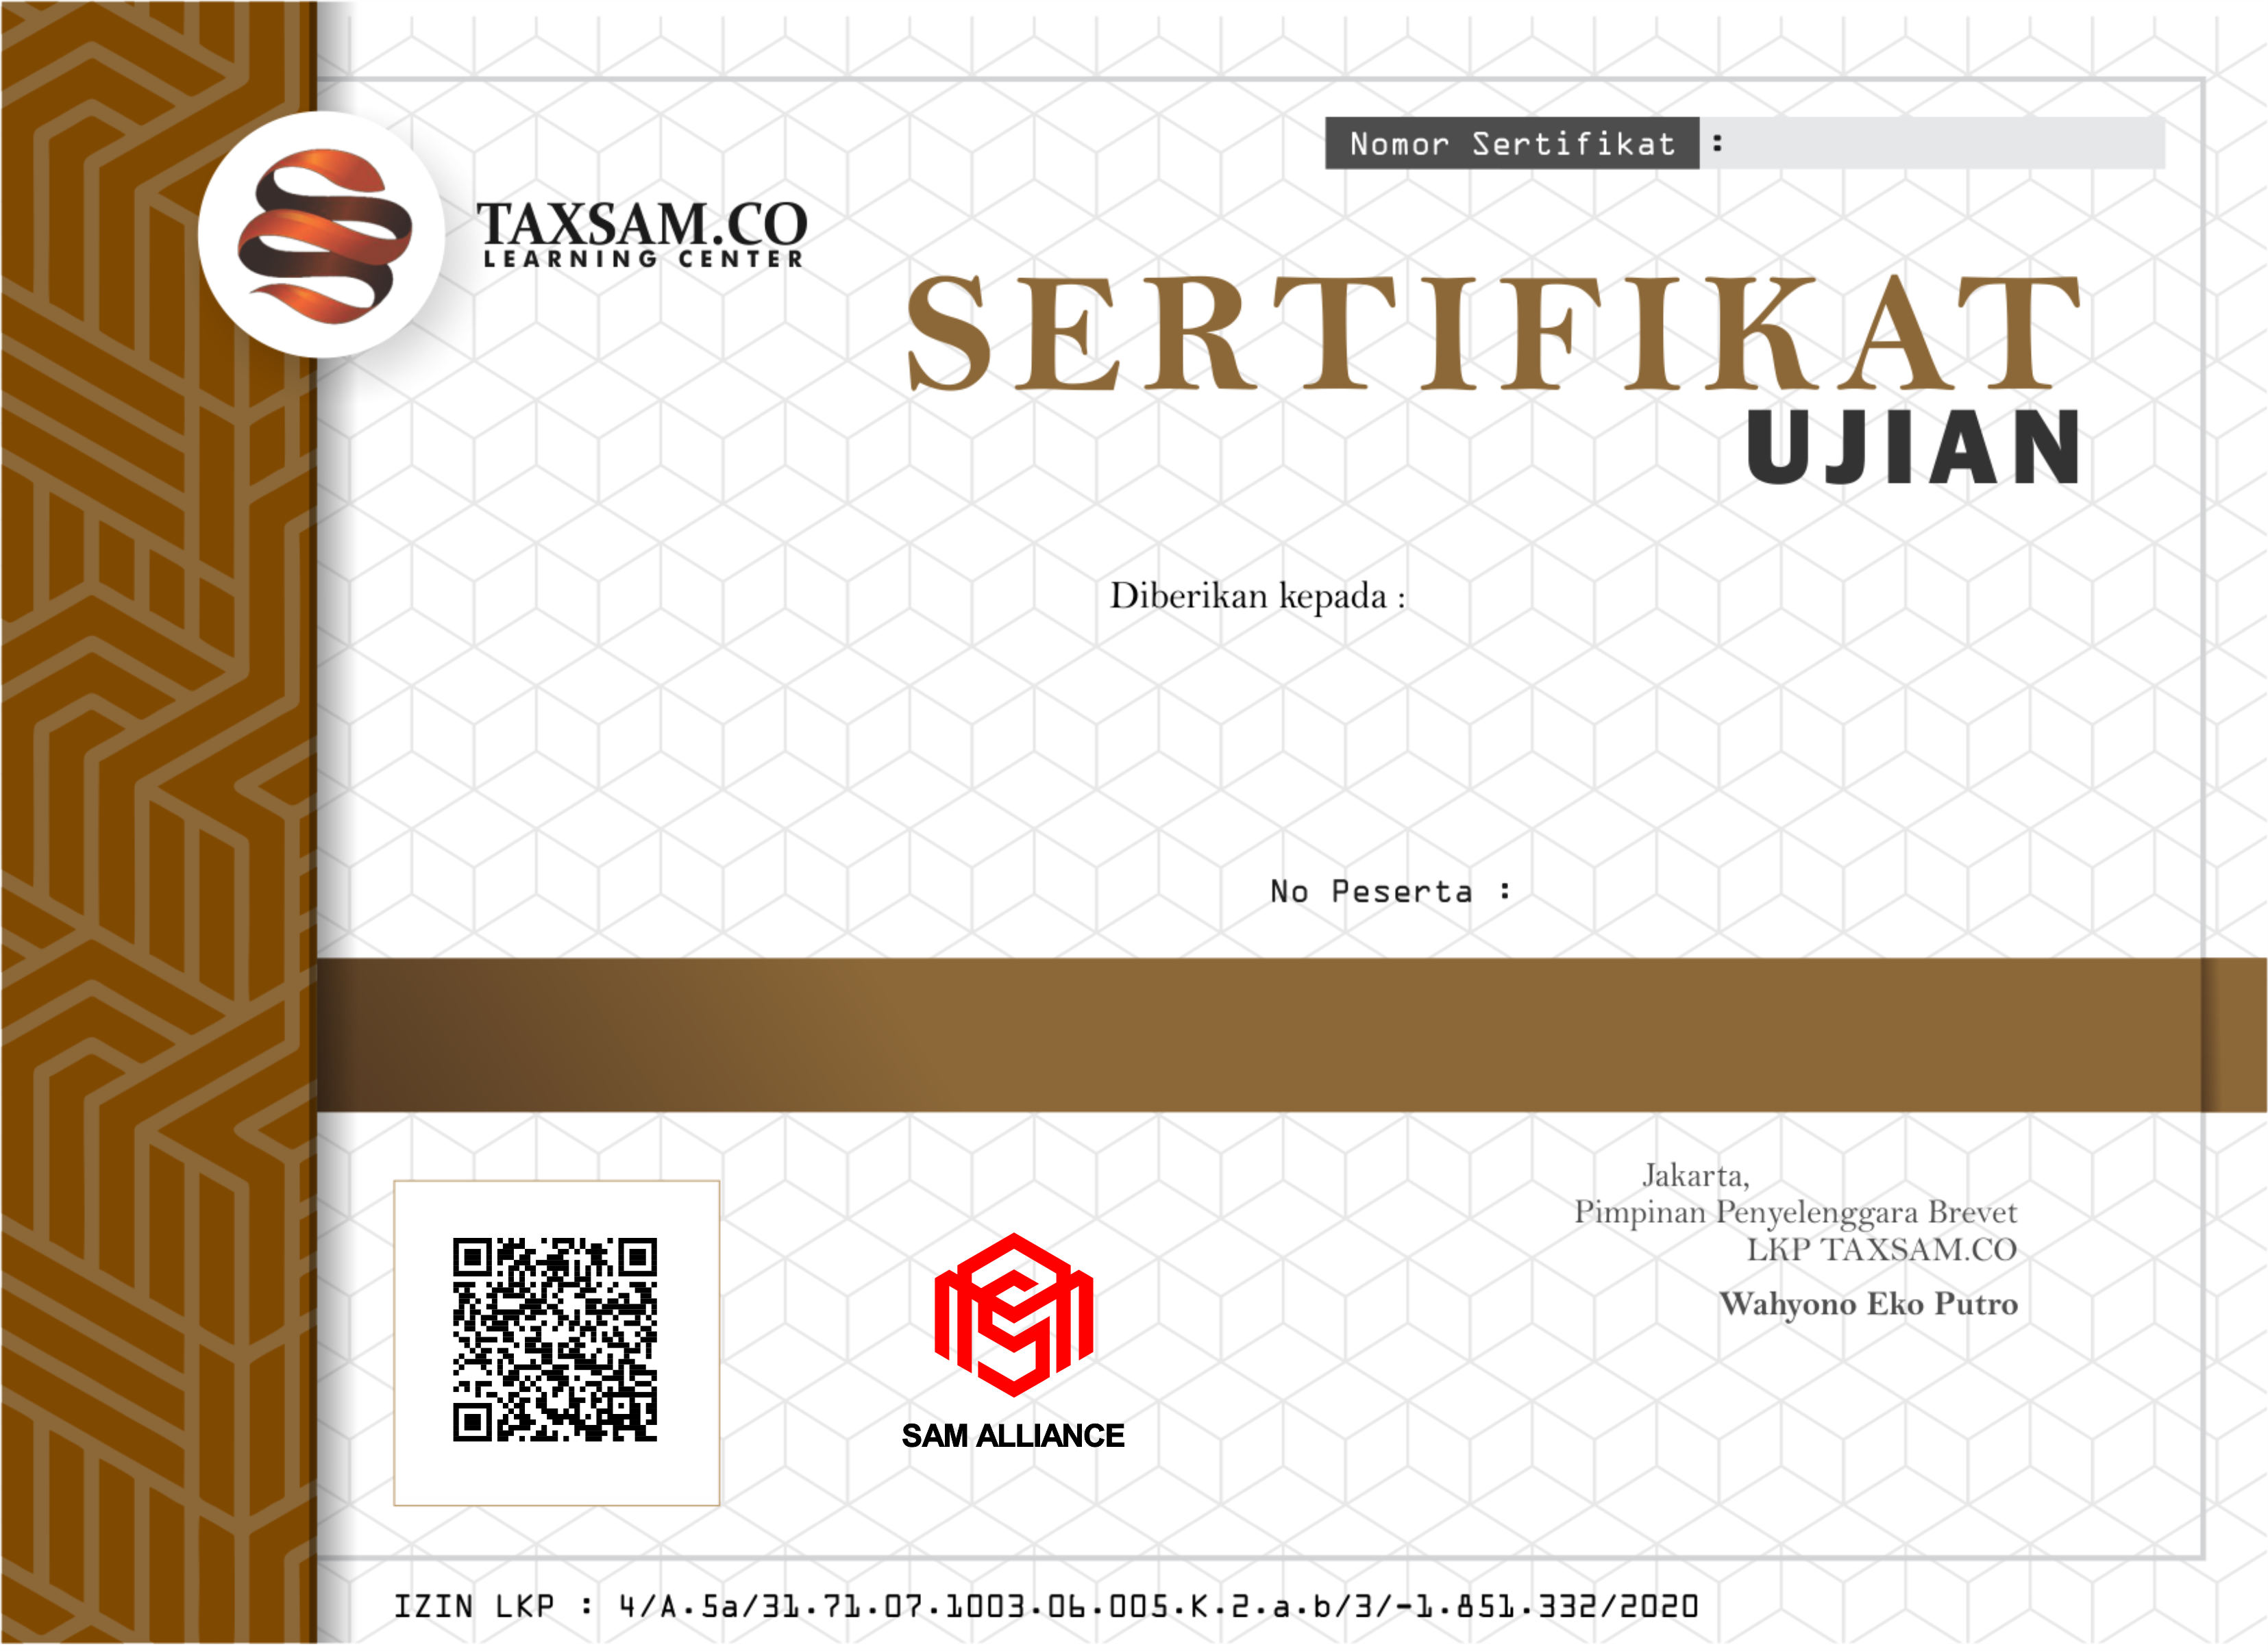 Nomor Sertifikat :
TAXSAM.CO
LEARNING CENTER
SERTIFIKAT
UJIAN
Diberikan kepada :
No Peserta :
Jakarta,
Pimpinan Penyelenggara Brevet
LKP TAXSAM.CO
Wahyono Eko Putro
SAM ALLIANCE
IZIN LKP : 4/A.5a/31.71.07.1003.06.005.K.2.a.b/3/-1.851.332/2020